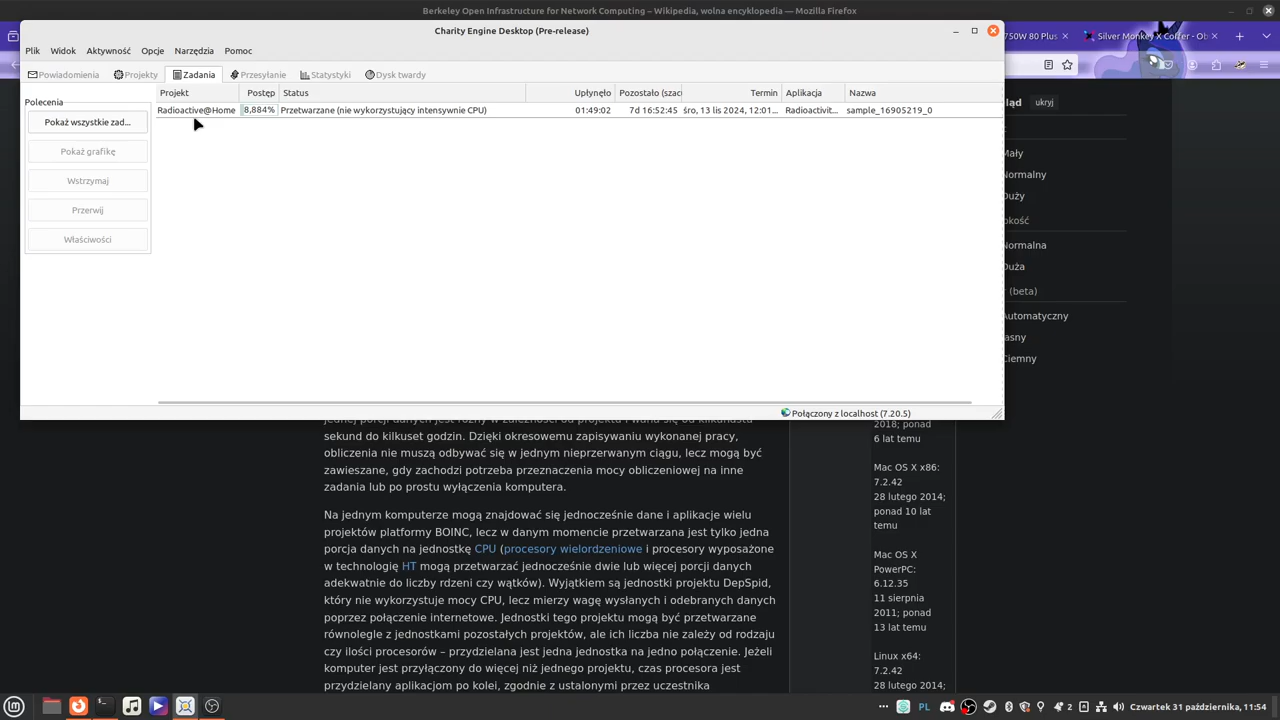 Berkeley Open Infrastructure for Network Computing – Wikipedia, wolna encyklopedia — Mozilla Firefox
Charity Engine Desktop (Pre-release)
750W 80 Plus
Silver Monkey X Coffer - Ob
Plik Widok Aktywność Opcje Narzędzia Pomoc
Powiadomienia Projekty Zadania Przesyłanie Statystyki Dysk twardy
Polecenia
Pokaż wszystkie zad...
Pokaż grafikę
Wstrzymaj
Przerwij
Właściwości
Projekt Postęp Status Upłynęło Pozostało (szac Termin Aplikacja Nazwa
Radioactive@Home 8,884% Przetwarzane (nie wykorzystujący intensywnie CPU) 01:49:02 7d 16:52:45 śro, 13 lis 2024, 12:01... Radioactivit... sample_16905219_0
Połączony z localhost (7.20.5)
ląd ukryj
Mały
Normalny
Duży
okość
Normalna
Duża
(beta)
Automatyczny
asny
Ciemny
sekund do kilkuset godzin. Dzięki okresowemu zapisywaniu wykonanej pracy,
obliczenia nie muszą odbywać się w jednym nieprzerwanym ciągu, lecz mogą być
zawieszane, gdy zachodzi potrzeba przeznaczenia mocy obliczeniowej na inne
zadania lub po prostu wyłączenia komputera.
Na jednym komputerze mogą znajdować się jednocześnie dane i aplikacje wielu
projektów platformy BOINC, lecz w danym momencie przetwarzana jest tylko jedna
porcja danych na jednostkę CPU (procesory wielordzeniowe i procesory wyposażone
w technologię HT mogą przetwarzać jednocześnie dwie lub więcej porcji danych
adekwatnie do liczby rdzeni czy wątków). Wyjątkiem są jednostki projektu DepSpid,
który nie wykorzystuje mocy CPU, lecz mierzy wagę wysłanych i odebranych danych
poprzez połączenie internetowe. Jednostki tego projektu mogą być przetwarzane
równolegle z jednostkami pozostałych projektów, ale ich liczba nie zależy od rodzaju
czy ilości procesorów – przydzielana jest jedna jednostka na jedno połączenie. Jeżeli
komputer jest przyłączony do więcej niż jednego projektu, czas procesora jest
przydzielany aplikacjom po kolei, zgodnie z ustalonymi przez uczestnika
2018; ponad
6 lat temu
Mac OS X x86:
7.2.42
28 lutego 2014;
ponad 10 lat
temu
Mac OS X
PowerPC:
6.12.35
11 sierpnia
2011; ponad
13 lat temu
Linux x64:
7.2.42
28 lutego 2014;
PL 2 Czwartek 31 października, 11:54